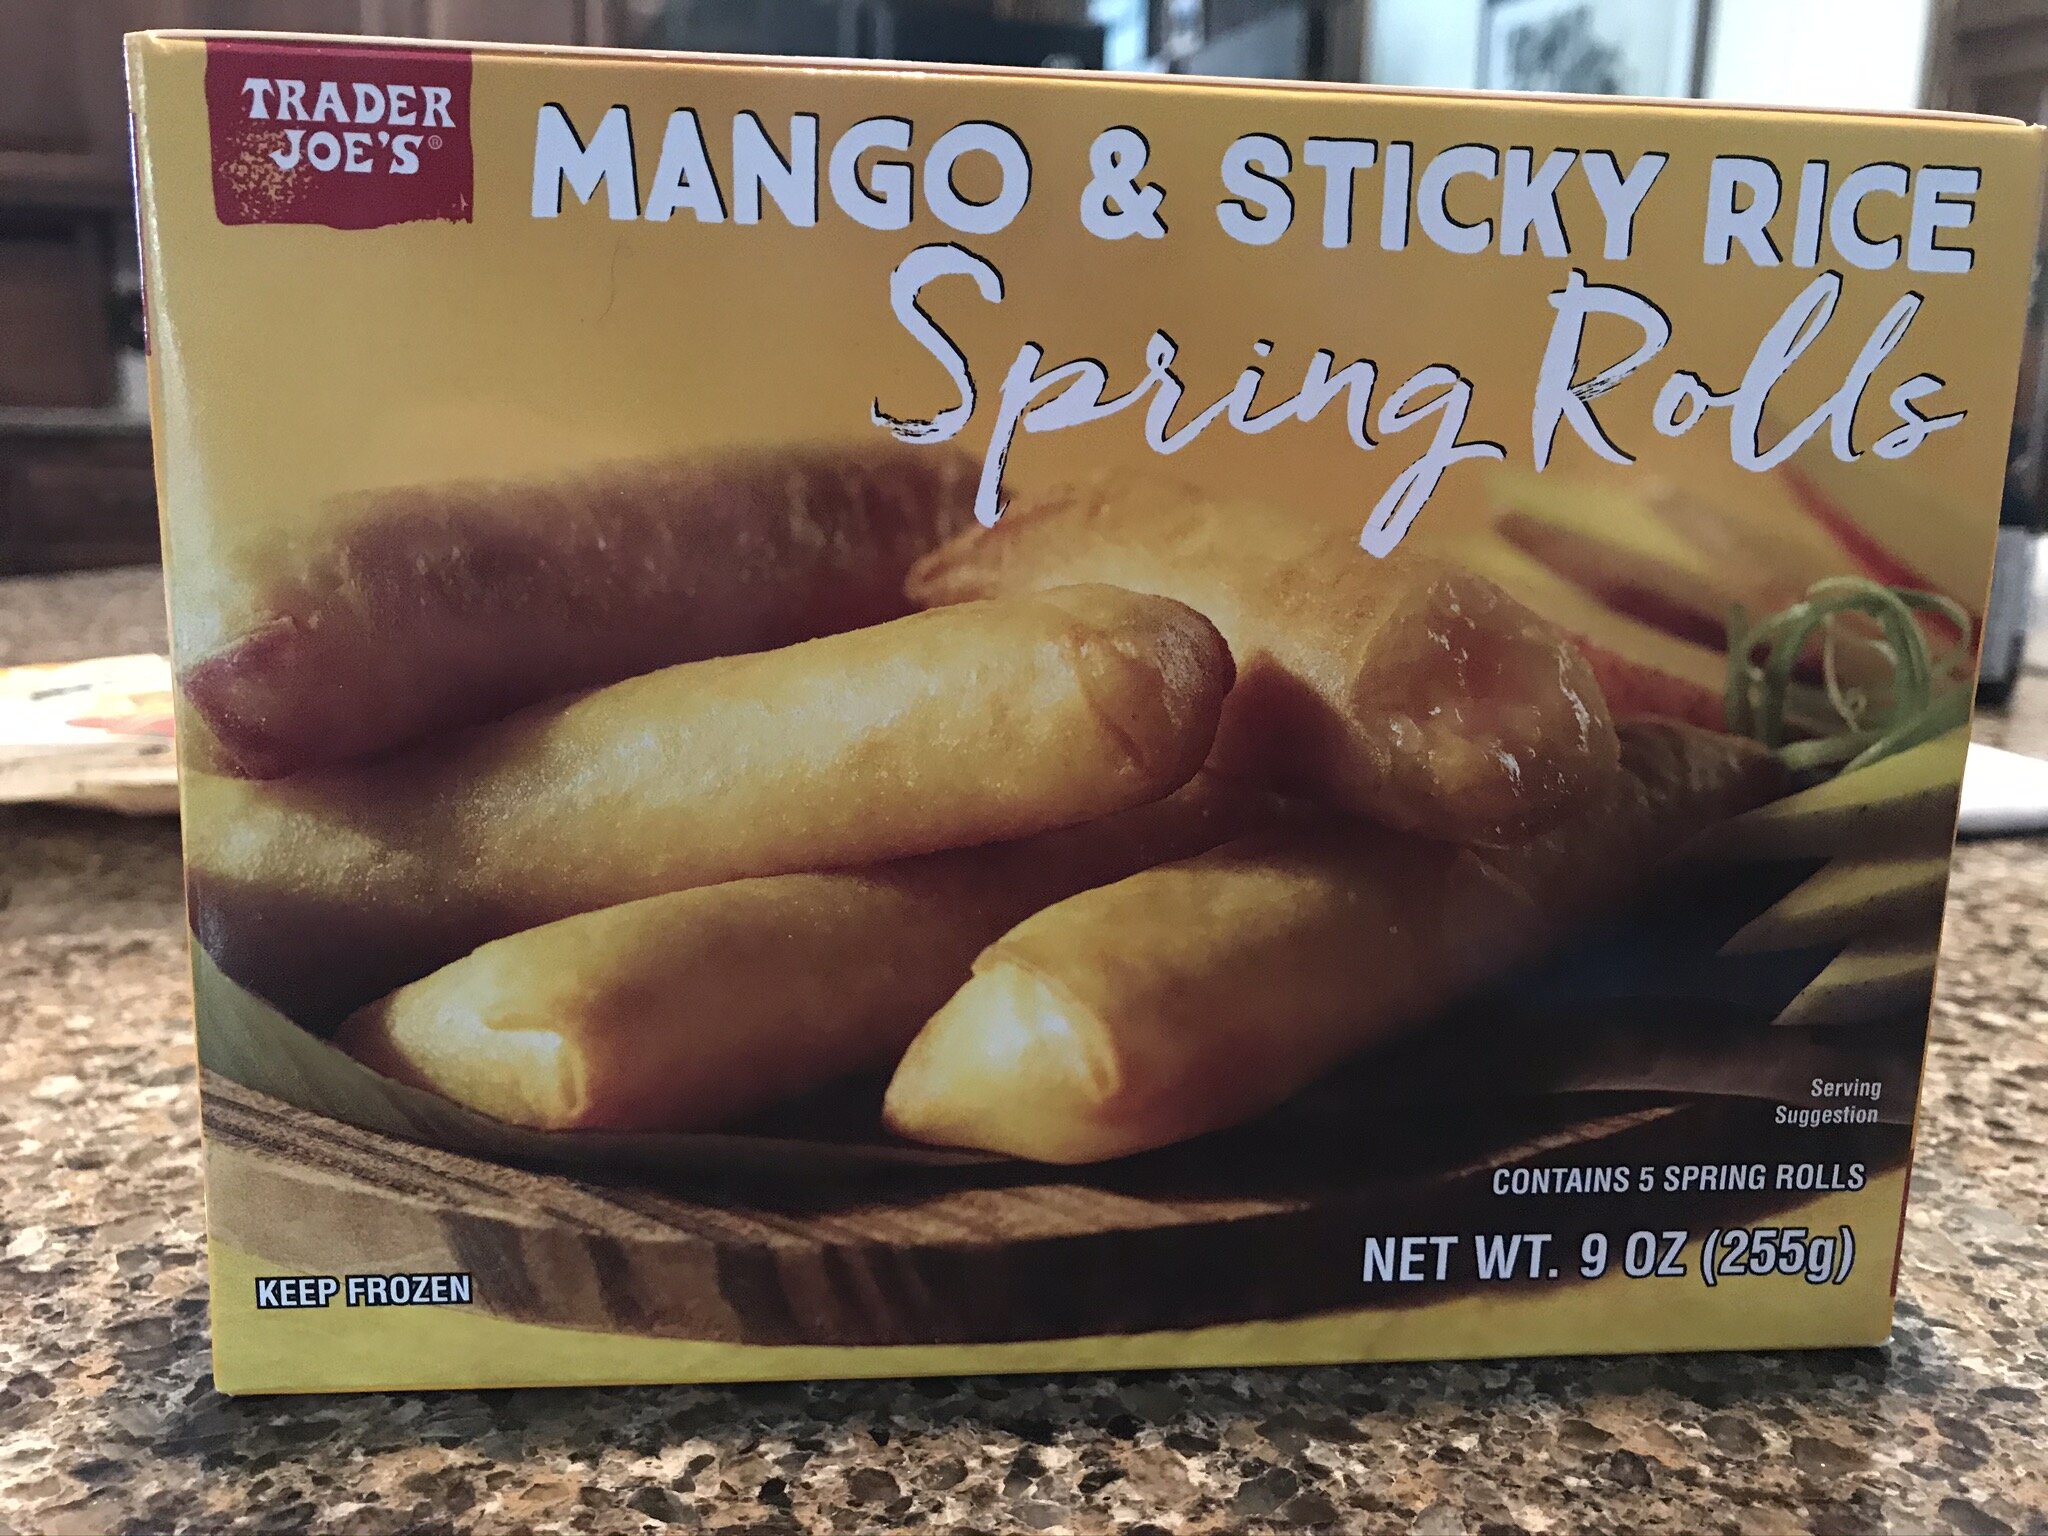 TRADER
JOE'S®
MANGO & STICKY RICE
Spring Rolls
Serving
Suggestion
CONTAINS 5 SPRING ROLLS
NET WT. 9 OZ (255g)
KEEP FROZEN